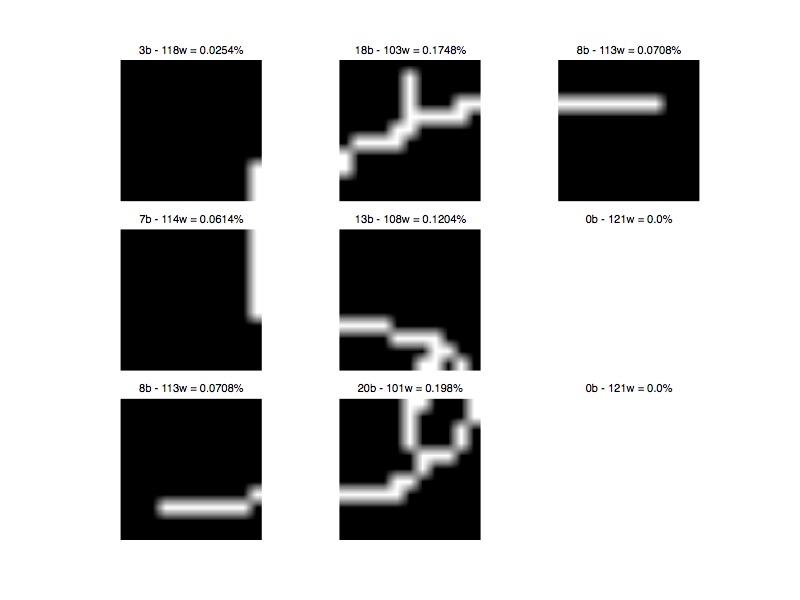 3b - 118w = 0.0254%
18b - 103w = 0.1748%
8b - 113w = 0.0708%
7b - 114w = 0.0614%
13b - 108w = 0.1204%
0b - 121w = 0.0%
8b - 113w = 0.0708%
20b - 101w = 0.198%
0b - 121w = 0.0%